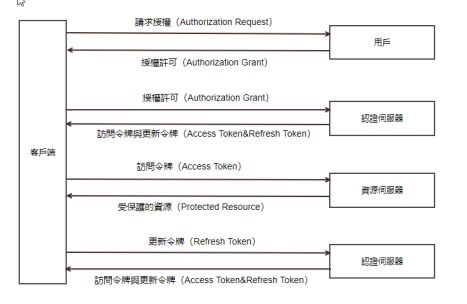 請求授權（Authorization Request）
用戶
授權許可（Authorization Grant）
授權許可（Authorization Grant）
認證伺服器
訪問令牌與更新令牌（Access Token&Refresh Token）
客戶端
訪問令牌（Access Token）
資源伺服器
受保護的資源（Protected Resource）
更新令牌（Refresh Token）
認證伺服器
訪問令牌與更新令牌（Access Token&Refresh Token）